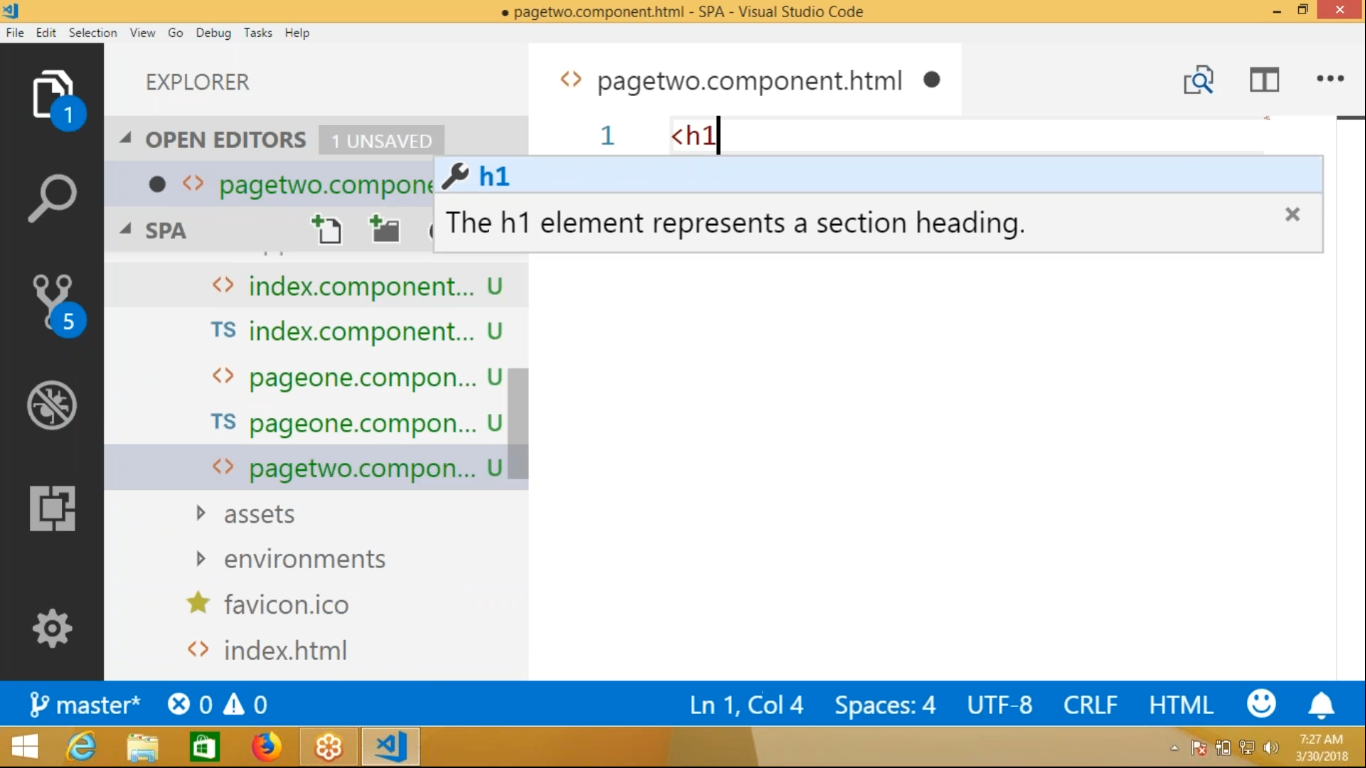 ● pagetwo.component.html - SPA - Visual Studio Code
File Edit Selection View Go Debug Tasks Help
EXPLORER
OPEN EDITORS 1 UNSAVED
pagetwo.compone
SPA
index.component... U
TS index.component... U
pageone.compon... U
TS pageone.compon... U
pagetwo.compon... U
assets
environments
favicon.ico
index.html
1
5
pagetwo.component.html
1 <h1
h1
The h1 element represents a section heading.
master* 0 0 Ln 1, Col 4 Spaces: 4 UTF-8 CRLF HTML
7:27 AM
3/30/2018